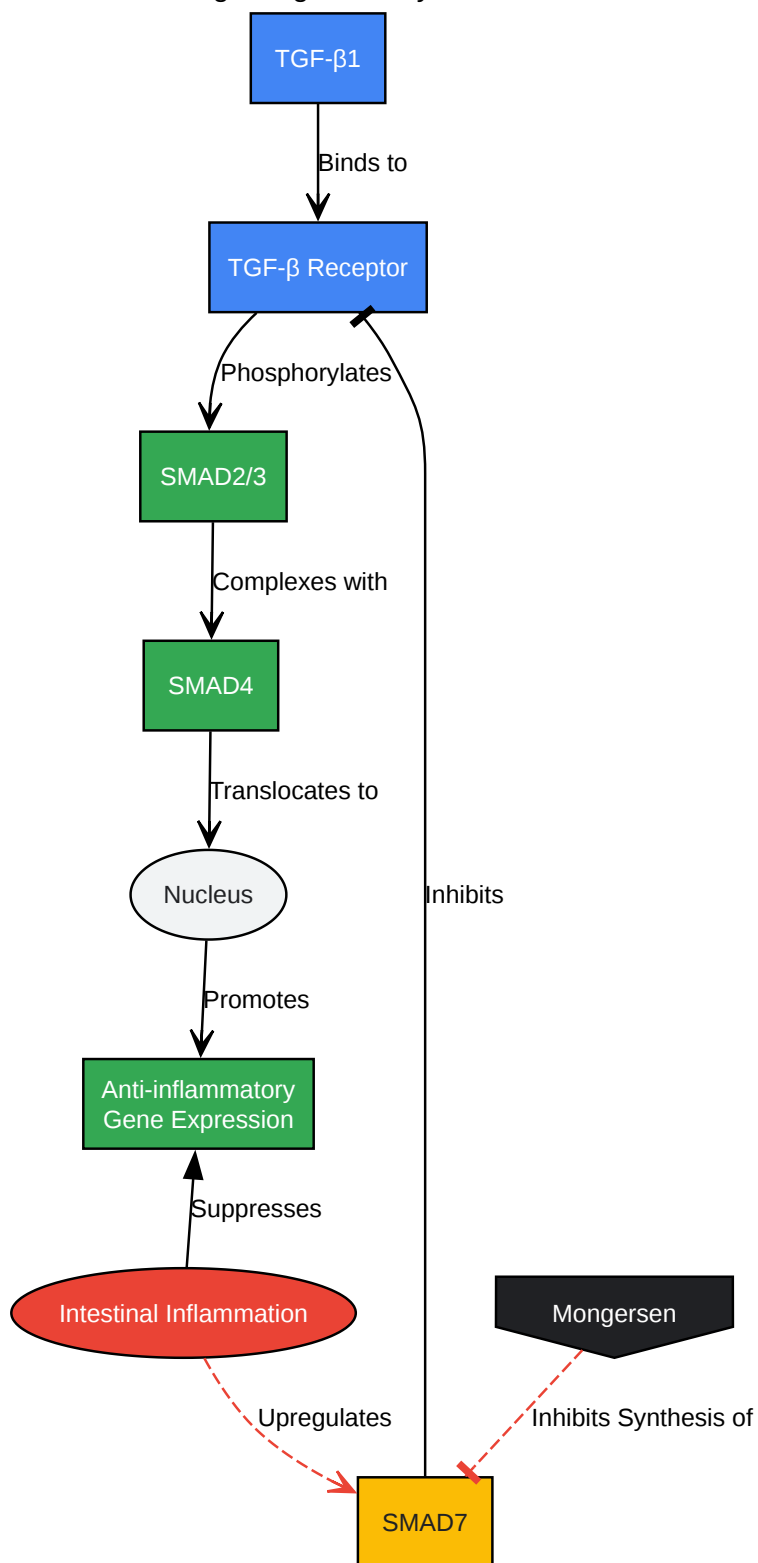 TGF-β1
Binds to
TGF-β Receptor
Phosphorylates
SMAD2/3
Complexes with
SMAD4
Translocates to
Nucleus
Inhibits
Promotes
Anti-inflammatory
Gene Expression
Suppresses
Intestinal Inflammation
Mongersen
Upregulates
Inhibits Synthesis of
SMAD7